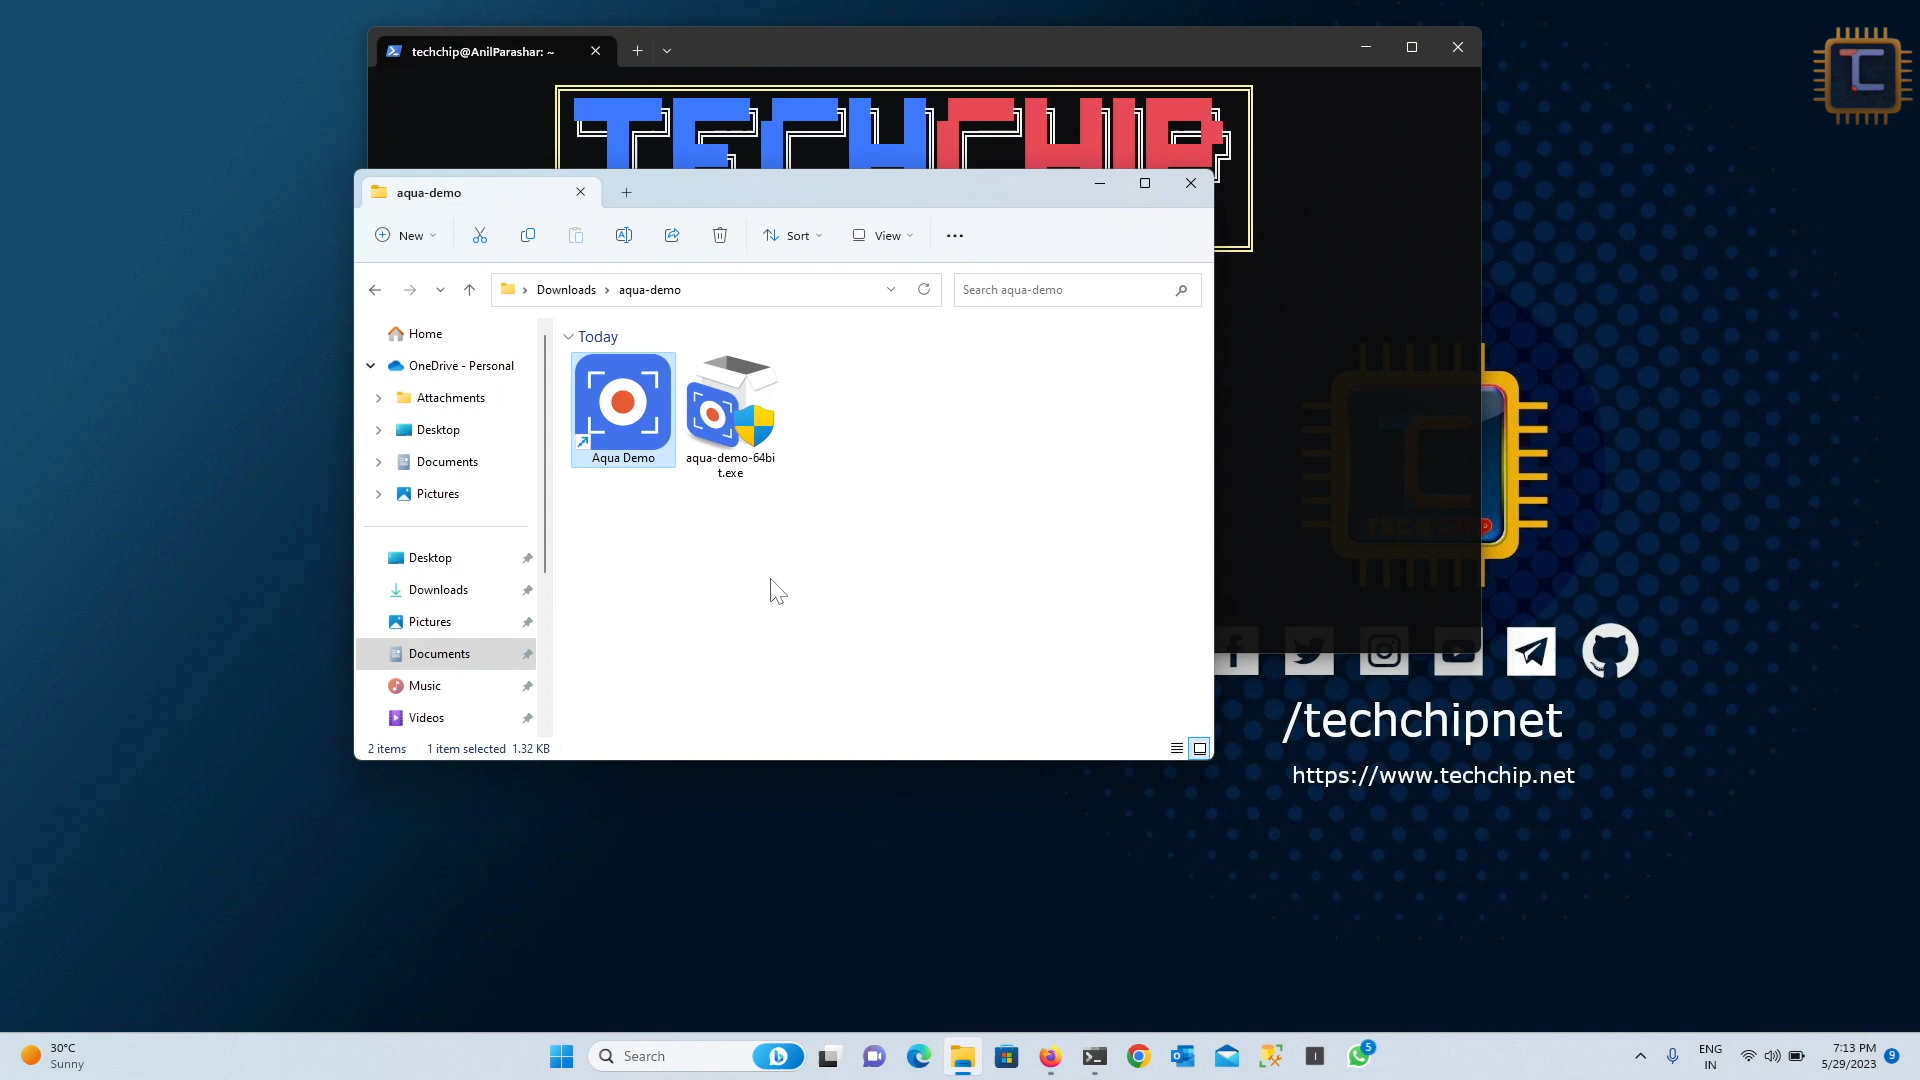 techchip@AnilParashar: ~
TECHCHIP
aqua-demo
New
Sort
View
Downloads
aqua-demo
Search aqua-demo
Home
OneDrive - Personal
Attachments
Desktop
Documents
Pictures
Desktop
Downloads
Pictures
Documents
Music
Videos
Today
Aqua Demo
aqua-demo-64bi
t.exe
2 items
1 item selected 1.32 KB
TC
/techchipnet
https://www.techchip.net
30°C
Sunny
Search
5
ENG
IN
7:13 PM
5/29/2023
9